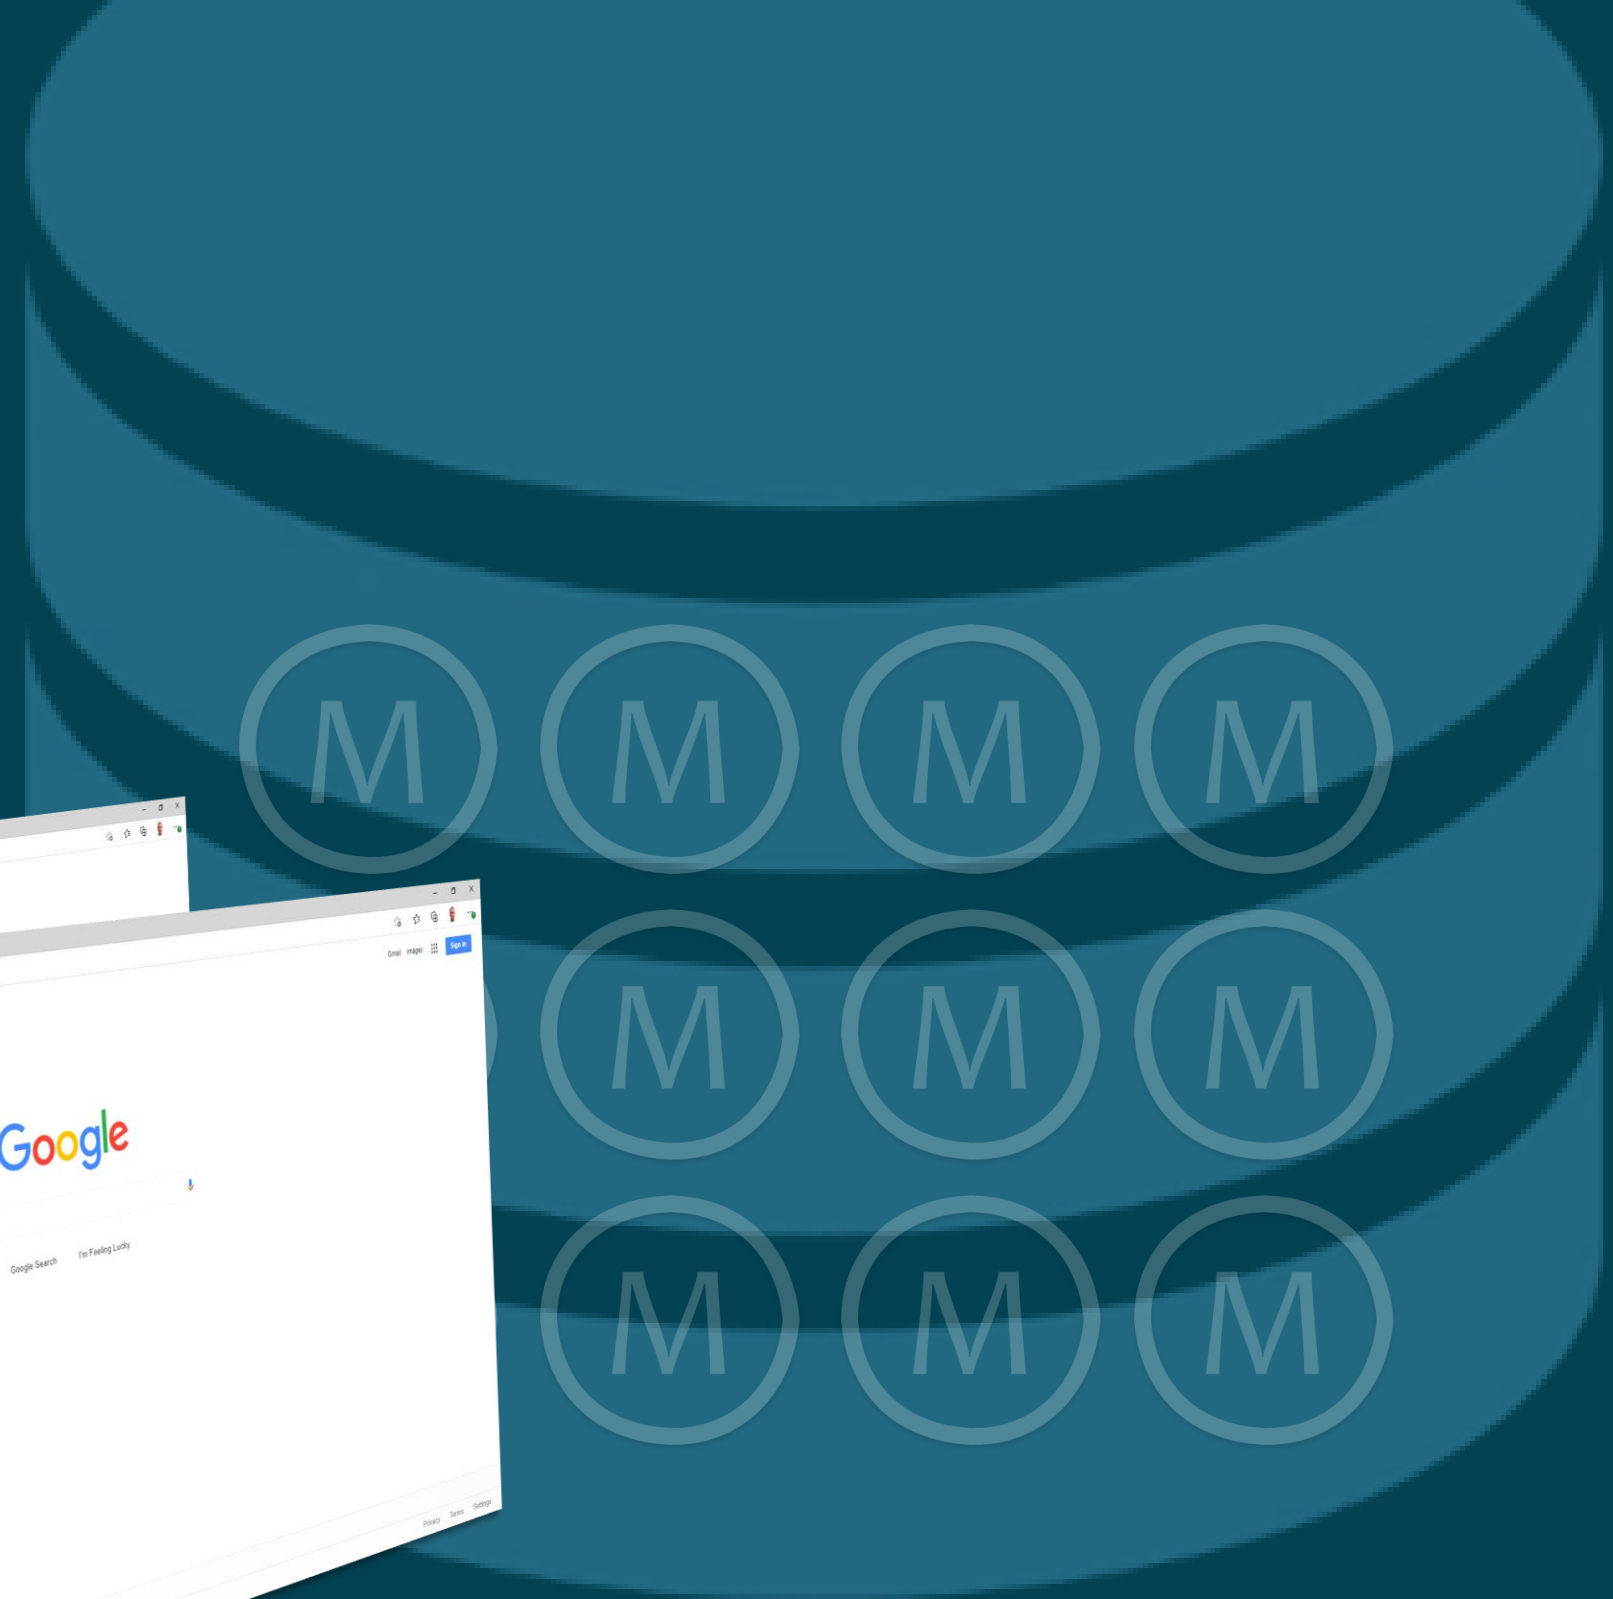 M M M M
Gmail Images Sign in
M M M
Google
Google Search I'm Feeling Lucky
M M M
Privacy Terms Settings